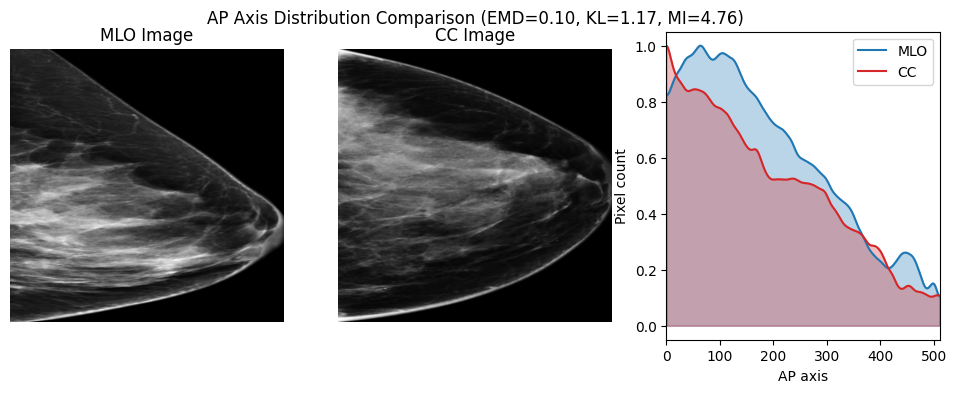 AP Axis Distribution Comparison (EMD=0.10, KL=1.17, MI=4.76)
MLO Image
CC Image
MLO
CC
Pixel count
1.0
0.8
0.6
0.4
0.2
0.0
0 100 200 300 400 500
AP axis